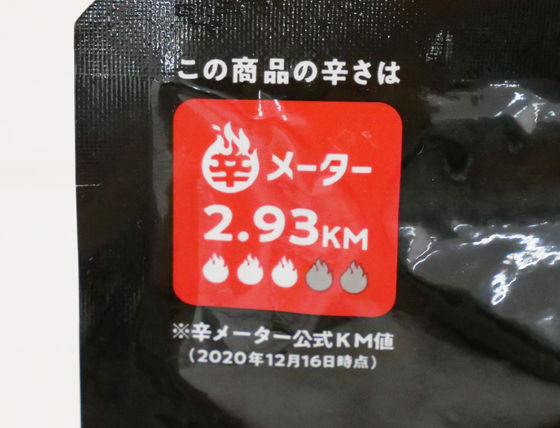 この商品の辛さは
辛メーター
2.93KM
※辛メーター公式KM値
(2020年12月16日時点)